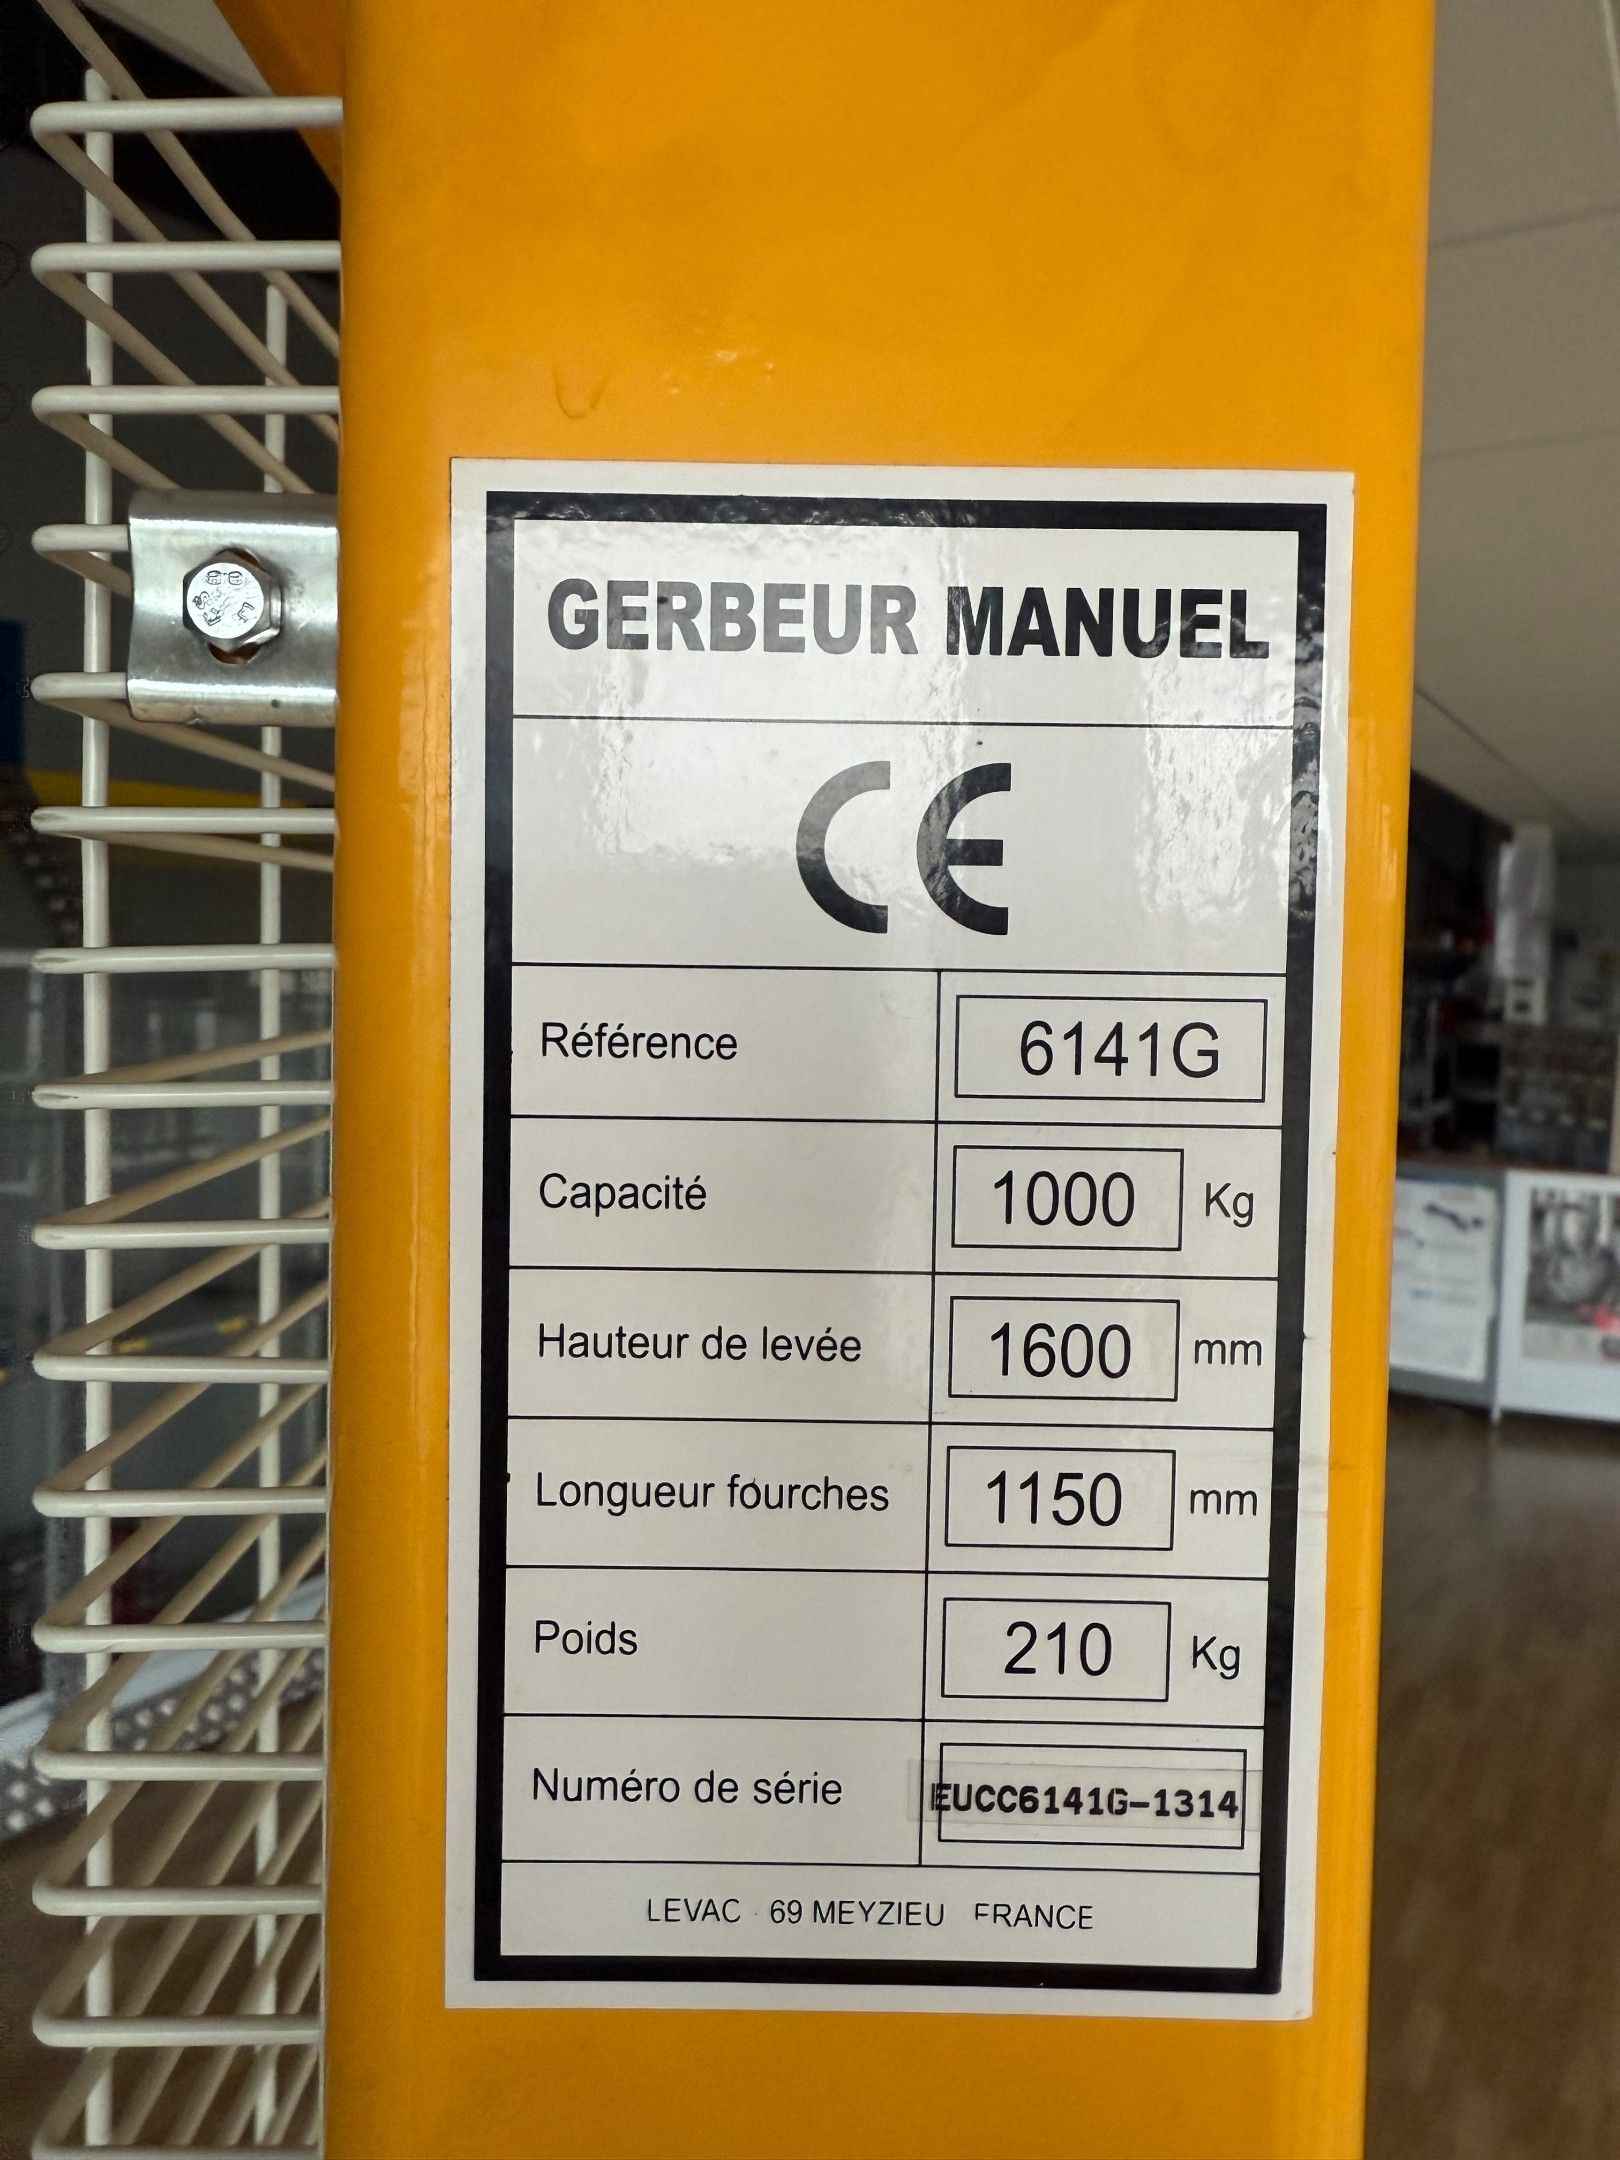 GERBEUR MANUEL
CE
Référence 6141G
Capacité 1000 Kg
Hauteur de levée 1600 mm
Longueur fourches 1150 mm
Poids 210 Kg
Numéro de série EUCC6141G-1314
LEVAC 69 MEYZIEU FRANCE